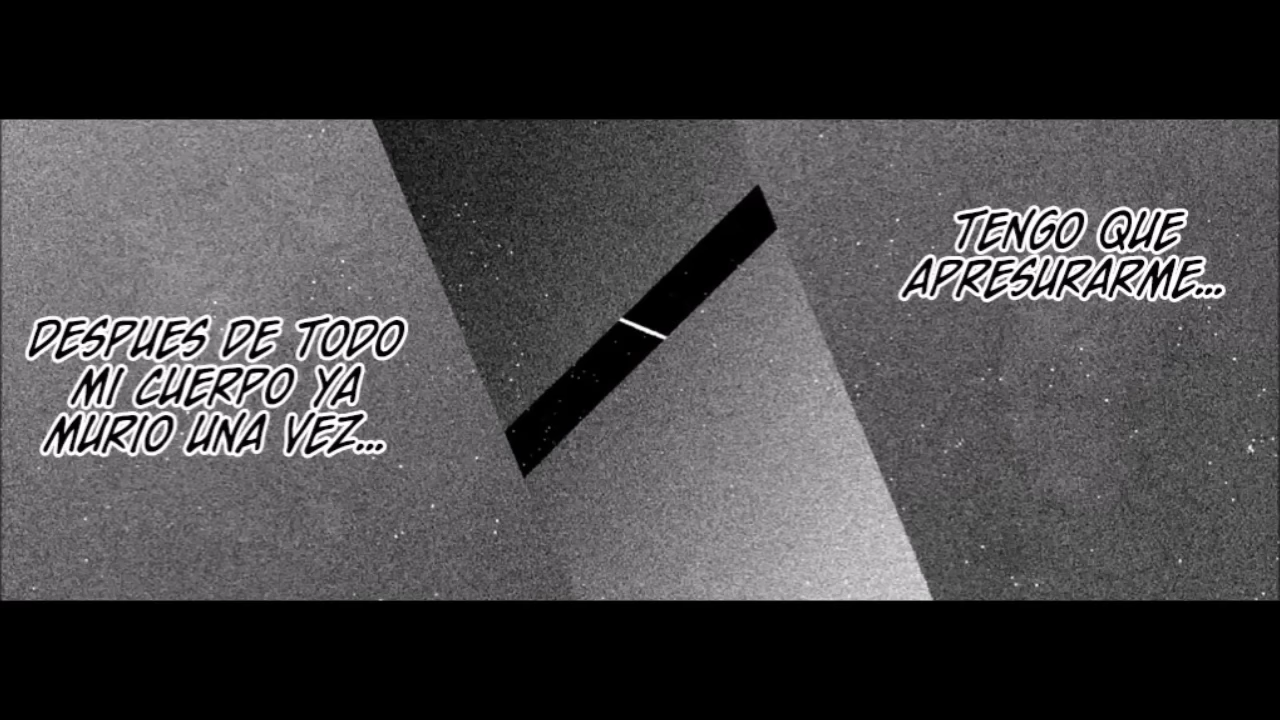 TENGO QUE
APRESURARME...
DESPUES DE TODO
MI CUERPO YA
MURIO UNA VEZ...